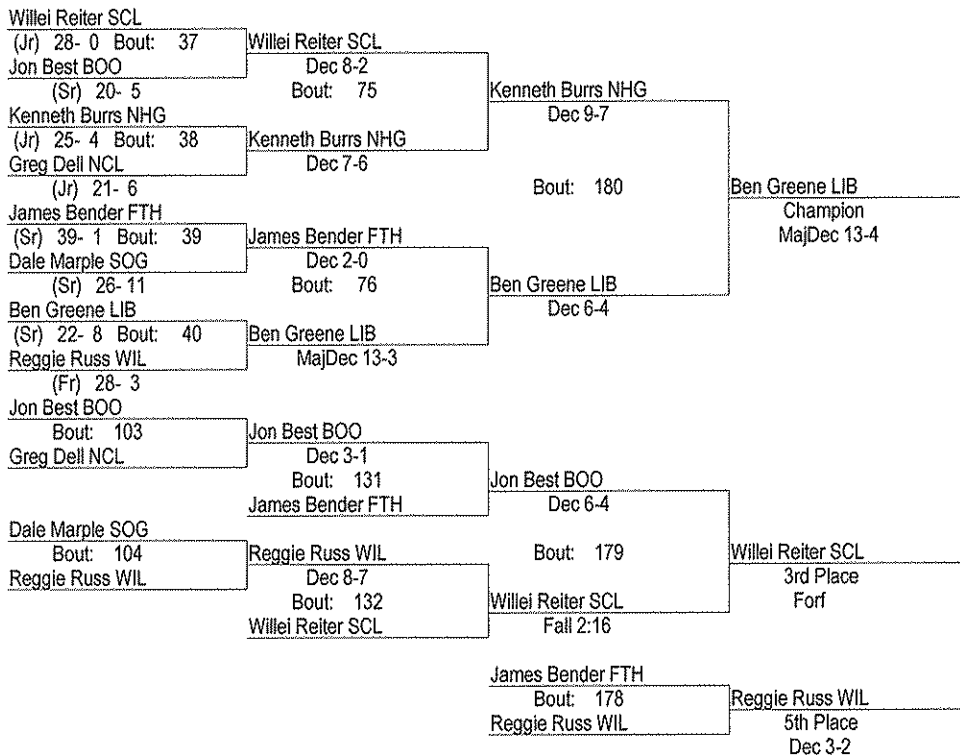 Willei Reiter SCL
(Jr) 28- 0 Bout: 37
Willei Reiter SCL
Jon Best BOO
Dec 8-2
(Sr) 20- 5
Bout: 75
Kenneth Burrs NHG
Kenneth Burrs NHG
Dec 9-7
(Jr) 25- 4 Bout: 38
Kenneth Burrs NHG
Greg Dell NCL
Dec 7-6
(Jr) 21- 6
Bout: 180
Ben Greene LIB
James Bender FTH
Champion
(Sr) 39- 1 Bout: 39
James Bender FTH
MajDec 13-4
Dale Marple SOG
Dec 2-0
(Sr) 26- 11
Bout: 76
Ben Greene LIB
Ben Greene LIB
Dec 6-4
(Sr) 22- 8 Bout: 40
Ben Greene LIB
Reggie Russ WIL
MajDec 13-3
(Fr) 28- 3
Jon Best BOO
Bout: 103
Jon Best BOO
Greg Dell NCL
Dec 3-1
Bout: 131
Jon Best BOO
James Bender FTH
Dec 6-4
Dale Marple SOG
Bout: 104
Reggie Russ WIL
Bout: 179
Willei Reiter SCL
Reggie Russ WIL
Dec 8-7
3rd Place
Bout: 132
Willei Reiter SCL
Forf
Willei Reiter SCL
Fall 2:16
James Bender FTH
Bout: 178
Reggie Russ WIL
Reggie Russ WIL
5th Place
Dec 3-2